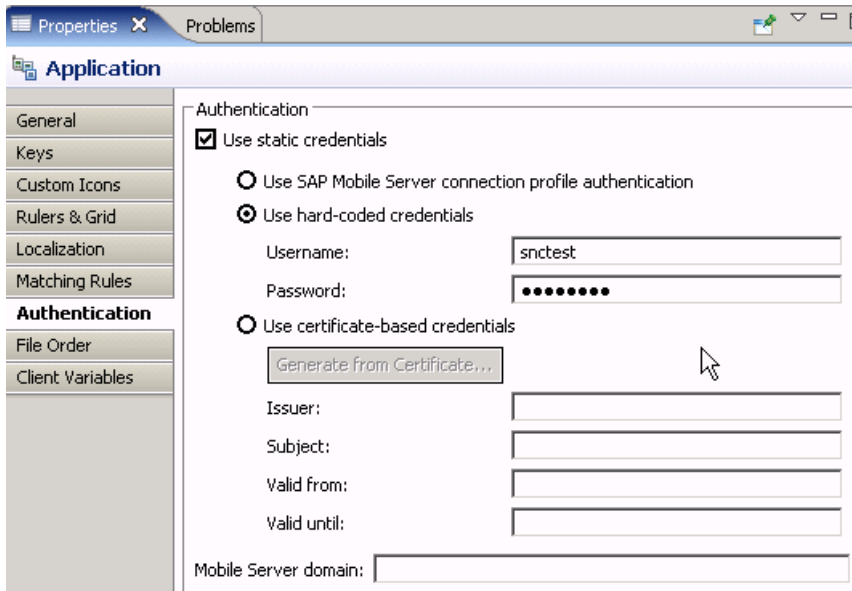 Properties Problems
Application
General
Keys
Custom Icons
Rulers & Grid
Localization
Matching Rules
Authentication
File Order
Client Variables
Authentication
Use static credentials
Use SAP Mobile Server connection profile authentication
Use hard-coded credentials
Username: snctest
Password: ●●●●●●●●
Use certificate-based credentials
Generate from Certificate...
Issuer:
Subject:
Valid from:
Valid until:
Mobile Server domain: